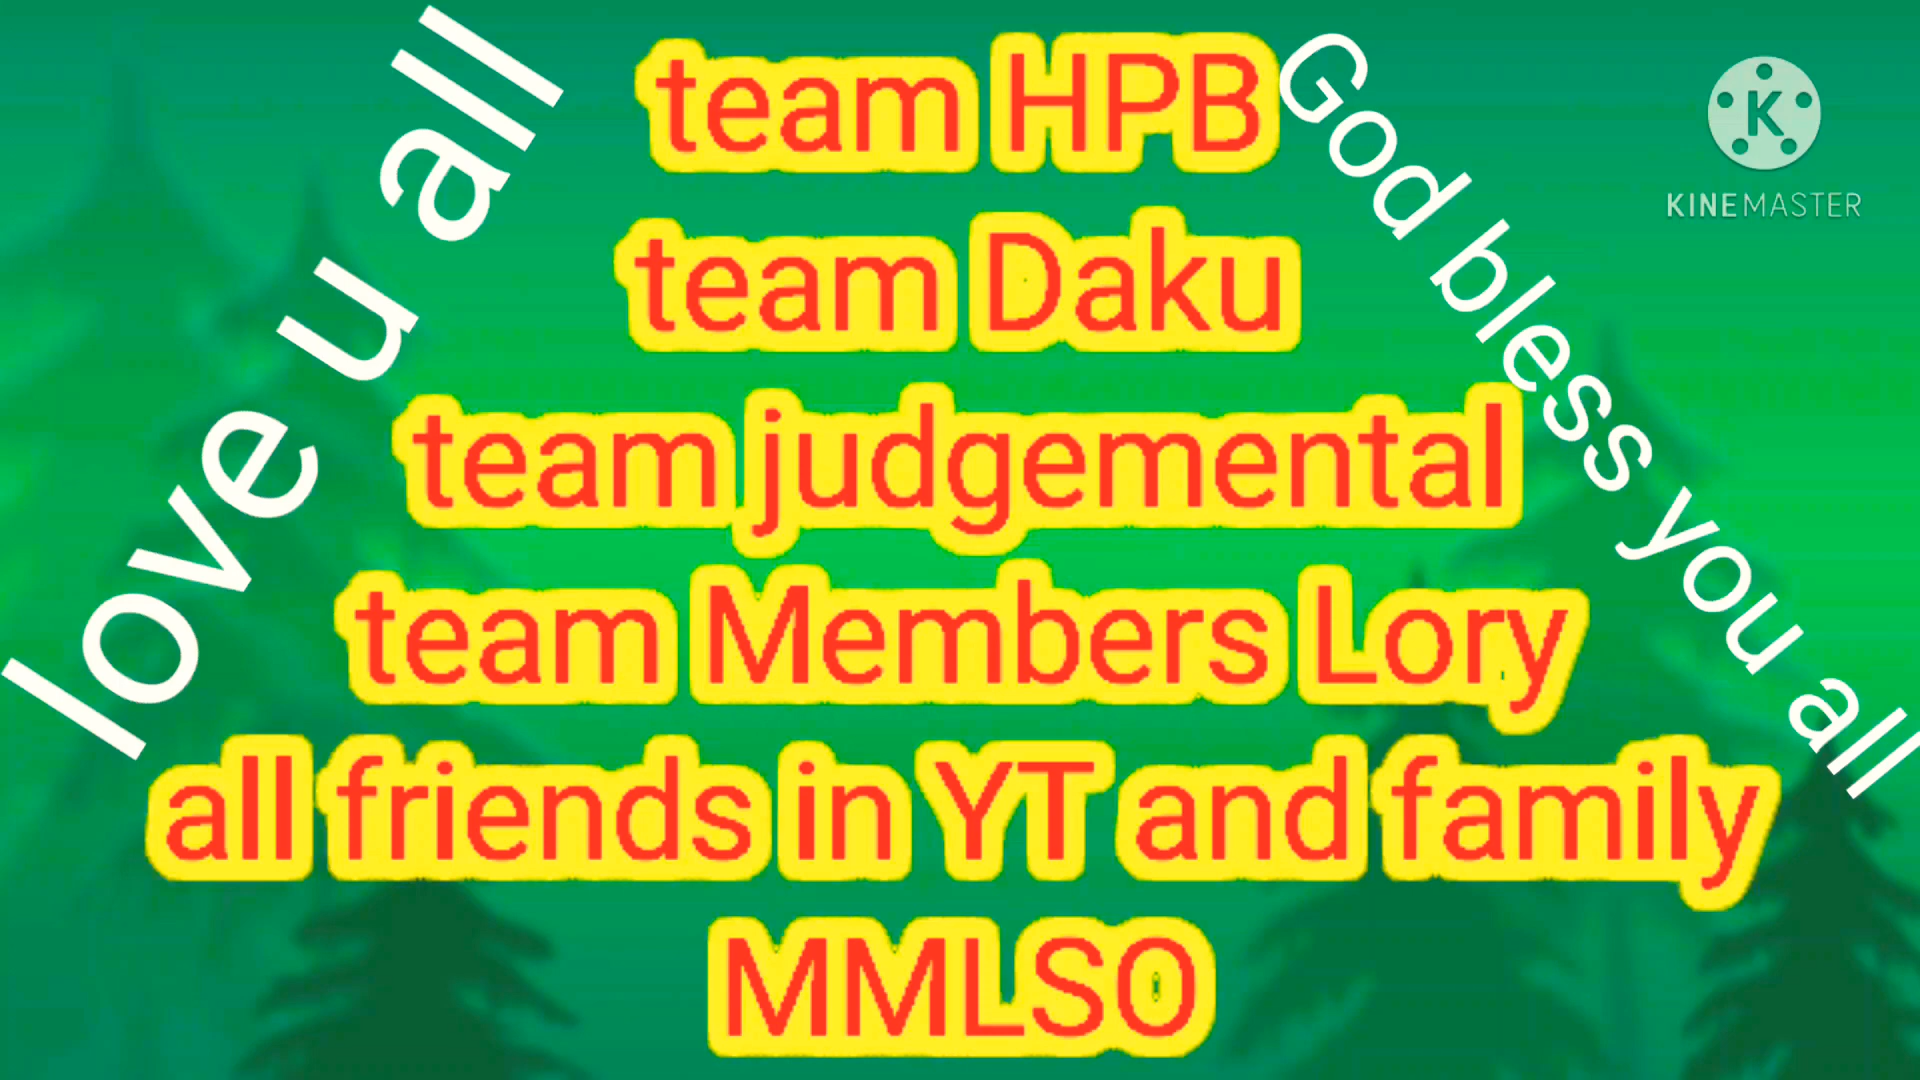 love u all
team HPB
God bless you all
KINEMASTER
team Daku
team judgemental
team Members Lory
all friends in YT and family
MMLSO